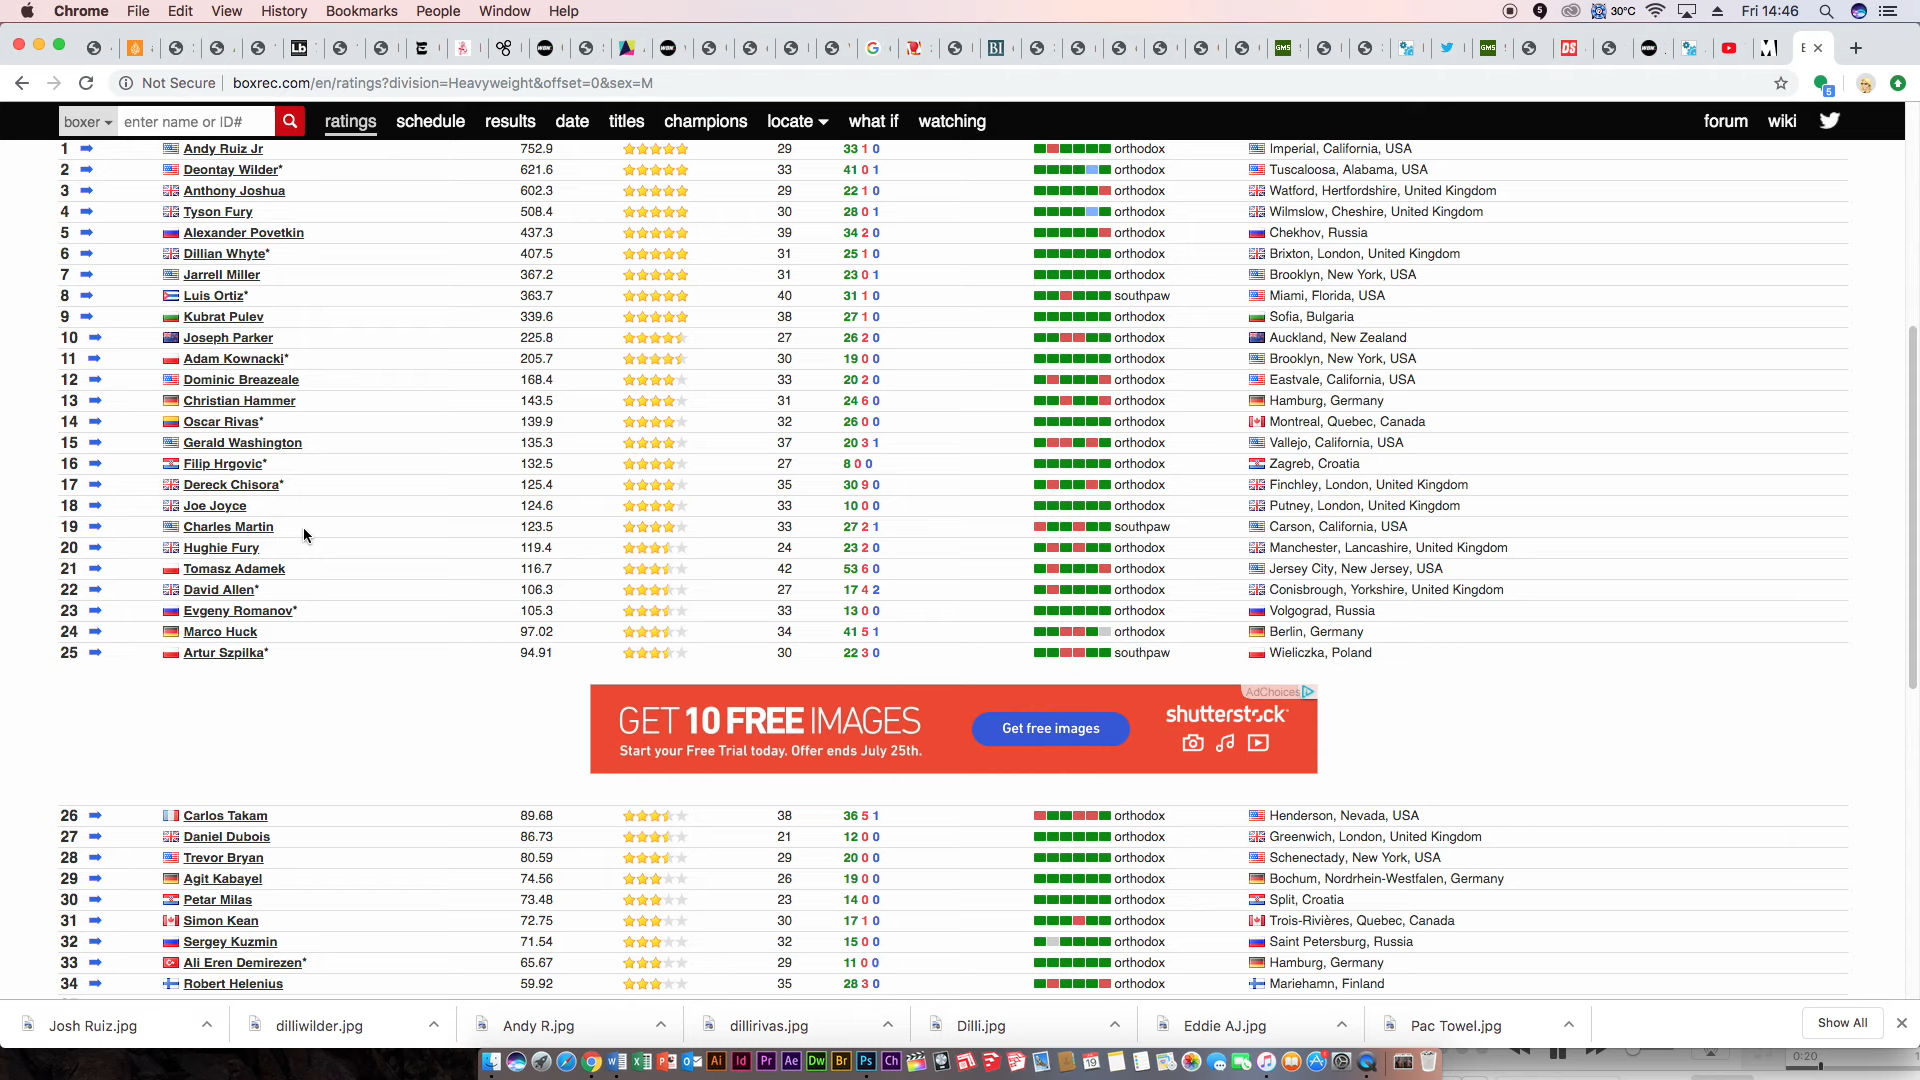 Chrome File Edit View History Bookmarks People Window Help 30°C Fri 14:46
Not Secure boxrec.com/en/ratings?division=Heavyweight&offset=0&sex=M 5
boxer enter name or ID# ratings schedule results date titles champions locate what if watching forum wiki
1 Andy Ruiz Jr 752.9 29 33 1 0 orthodox Imperial, California, USA
2 Deontay Wilder* 621.6 33 41 0 1 orthodox Tuscaloosa, Alabama, USA
3 Anthony Joshua 602.3 29 22 1 0 orthodox Watford, Hertfordshire, United Kingdom
4 Tyson Fury 508.4 30 28 0 1 orthodox Wilmslow, Cheshire, United Kingdom
5 Alexander Povetkin 437.3 39 34 2 0 orthodox Chekhov, Russia
6 Dillian Whyte* 407.5 31 25 1 0 orthodox Brixton, London, United Kingdom
7 Jarrell Miller 367.2 31 23 0 1 orthodox Brooklyn, New York, USA
8 Luis Ortiz* 363.7 40 31 1 0 southpaw Miami, Florida, USA
9 Kubrat Pulev 339.6 38 27 1 0 orthodox Sofia, Bulgaria
10 Joseph Parker 225.8 27 26 2 0 orthodox Auckland, New Zealand
11 Adam Kownacki* 205.7 30 19 0 0 orthodox Brooklyn, New York, USA
12 Dominic Breazeale 168.4 33 20 2 0 orthodox Eastvale, California, USA
13 Christian Hammer 143.5 31 24 6 0 orthodox Hamburg, Germany
14 Oscar Rivas* 139.9 32 26 0 0 orthodox Montreal, Quebec, Canada
15 Gerald Washington 135.3 37 20 3 1 orthodox Vallejo, California, USA
16 Filip Hrgovic* 132.5 27 8 0 0 orthodox Zagreb, Croatia
17 Dereck Chisora* 125.4 35 30 9 0 orthodox Finchley, London, United Kingdom
18 Joe Joyce 124.6 33 10 0 0 orthodox Putney, London, United Kingdom
19 Charles Martin 123.5 33 27 2 1 southpaw Carson, California, USA
20 Hughie Fury 119.4 24 23 2 0 orthodox Manchester, Lancashire, United Kingdom
21 Tomasz Adamek 116.7 42 53 6 0 orthodox Jersey City, New Jersey, USA
22 David Allen* 106.3 27 17 4 2 orthodox Conisbrough, Yorkshire, United Kingdom
23 Evgeny Romanov* 105.3 33 13 0 0 orthodox Volgograd, Russia
24 Marco Huck 97.02 34 41 5 1 orthodox Berlin, Germany
25 Artur Szpilka* 94.91 30 22 3 0 southpaw Wieliczka, Poland
AdChoices
GET 10 FREE IMAGES Get free images shutterstock
Start your Free Trial today. Offer ends July 25th.
26 Carlos Takam 89.68 38 36 5 1 orthodox Henderson, Nevada, USA
27 Daniel Dubois 86.73 21 12 0 0 orthodox Greenwich, London, United Kingdom
28 Trevor Bryan 80.59 29 20 0 0 orthodox Schenectady, New York, USA
29 Agit Kabayel 74.56 26 19 0 0 orthodox Bochum, Nordrhein-Westfalen, Germany
30 Petar Milas 73.48 23 14 0 0 orthodox Split, Croatia
31 Simon Kean 72.75 30 17 1 0 orthodox Trois-Rivières, Quebec, Canada
32 Sergey Kuzmin 71.54 32 15 0 0 orthodox Saint Petersburg, Russia
33 Ali Eren Demirezen* 65.67 29 11 0 0 orthodox Hamburg, Germany
34 Robert Helenius 59.92 35 28 3 0 orthodox Mariehamn, Finland
Josh Ruiz.jpg dilliwilder.jpg Andy R.jpg dillirivas.jpg Dilli.jpg Eddie AJ.jpg Pac Towel.jpg Show All
Ai Id Pr Ae Dw Br Ps Ch 19 0:20